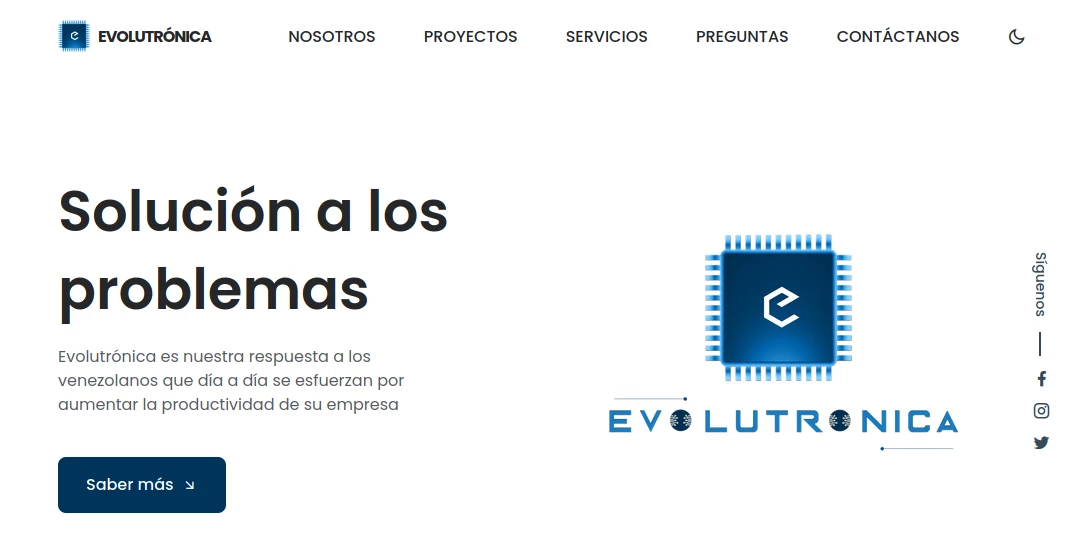 EVOLUTRÓNICA
NOSOTROS
PROYECTOS
SERVICIOS
PREGUNTAS
CONTÁCTANOS
Solución a los
problemas
Evolutrónica es nuestra respuesta a los
venezolanos que día a día se esfuerzan por
aumentar la productividad de su empresa
Saber más
e
EVOLUTRONICA
Síguenos